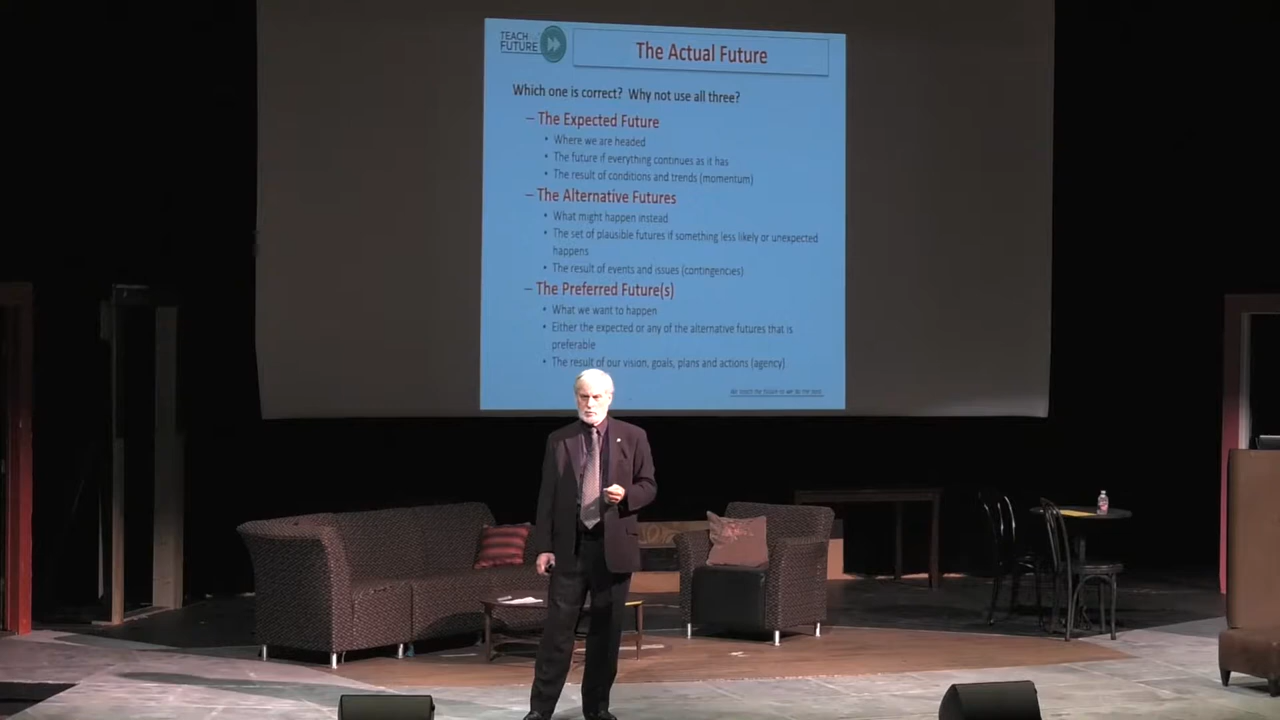 TEACH
FUTURE
The Actual Future
Which one is correct? Why not use all three?
– The Expected Future
• Where we are headed
• The future if everything continues as it has
• The result of conditions and trends (momentum)
– The Alternative Futures
• What might happen instead
• The set of plausible futures if something less likely or unexpected
happens
• The result of events and issues (contingencies)
– The Preferred Future(s)
• What we want to happen
• Either the expected or any of the alternative futures that is
preferable
• The result of our vision, goals, plans and actions (agency)